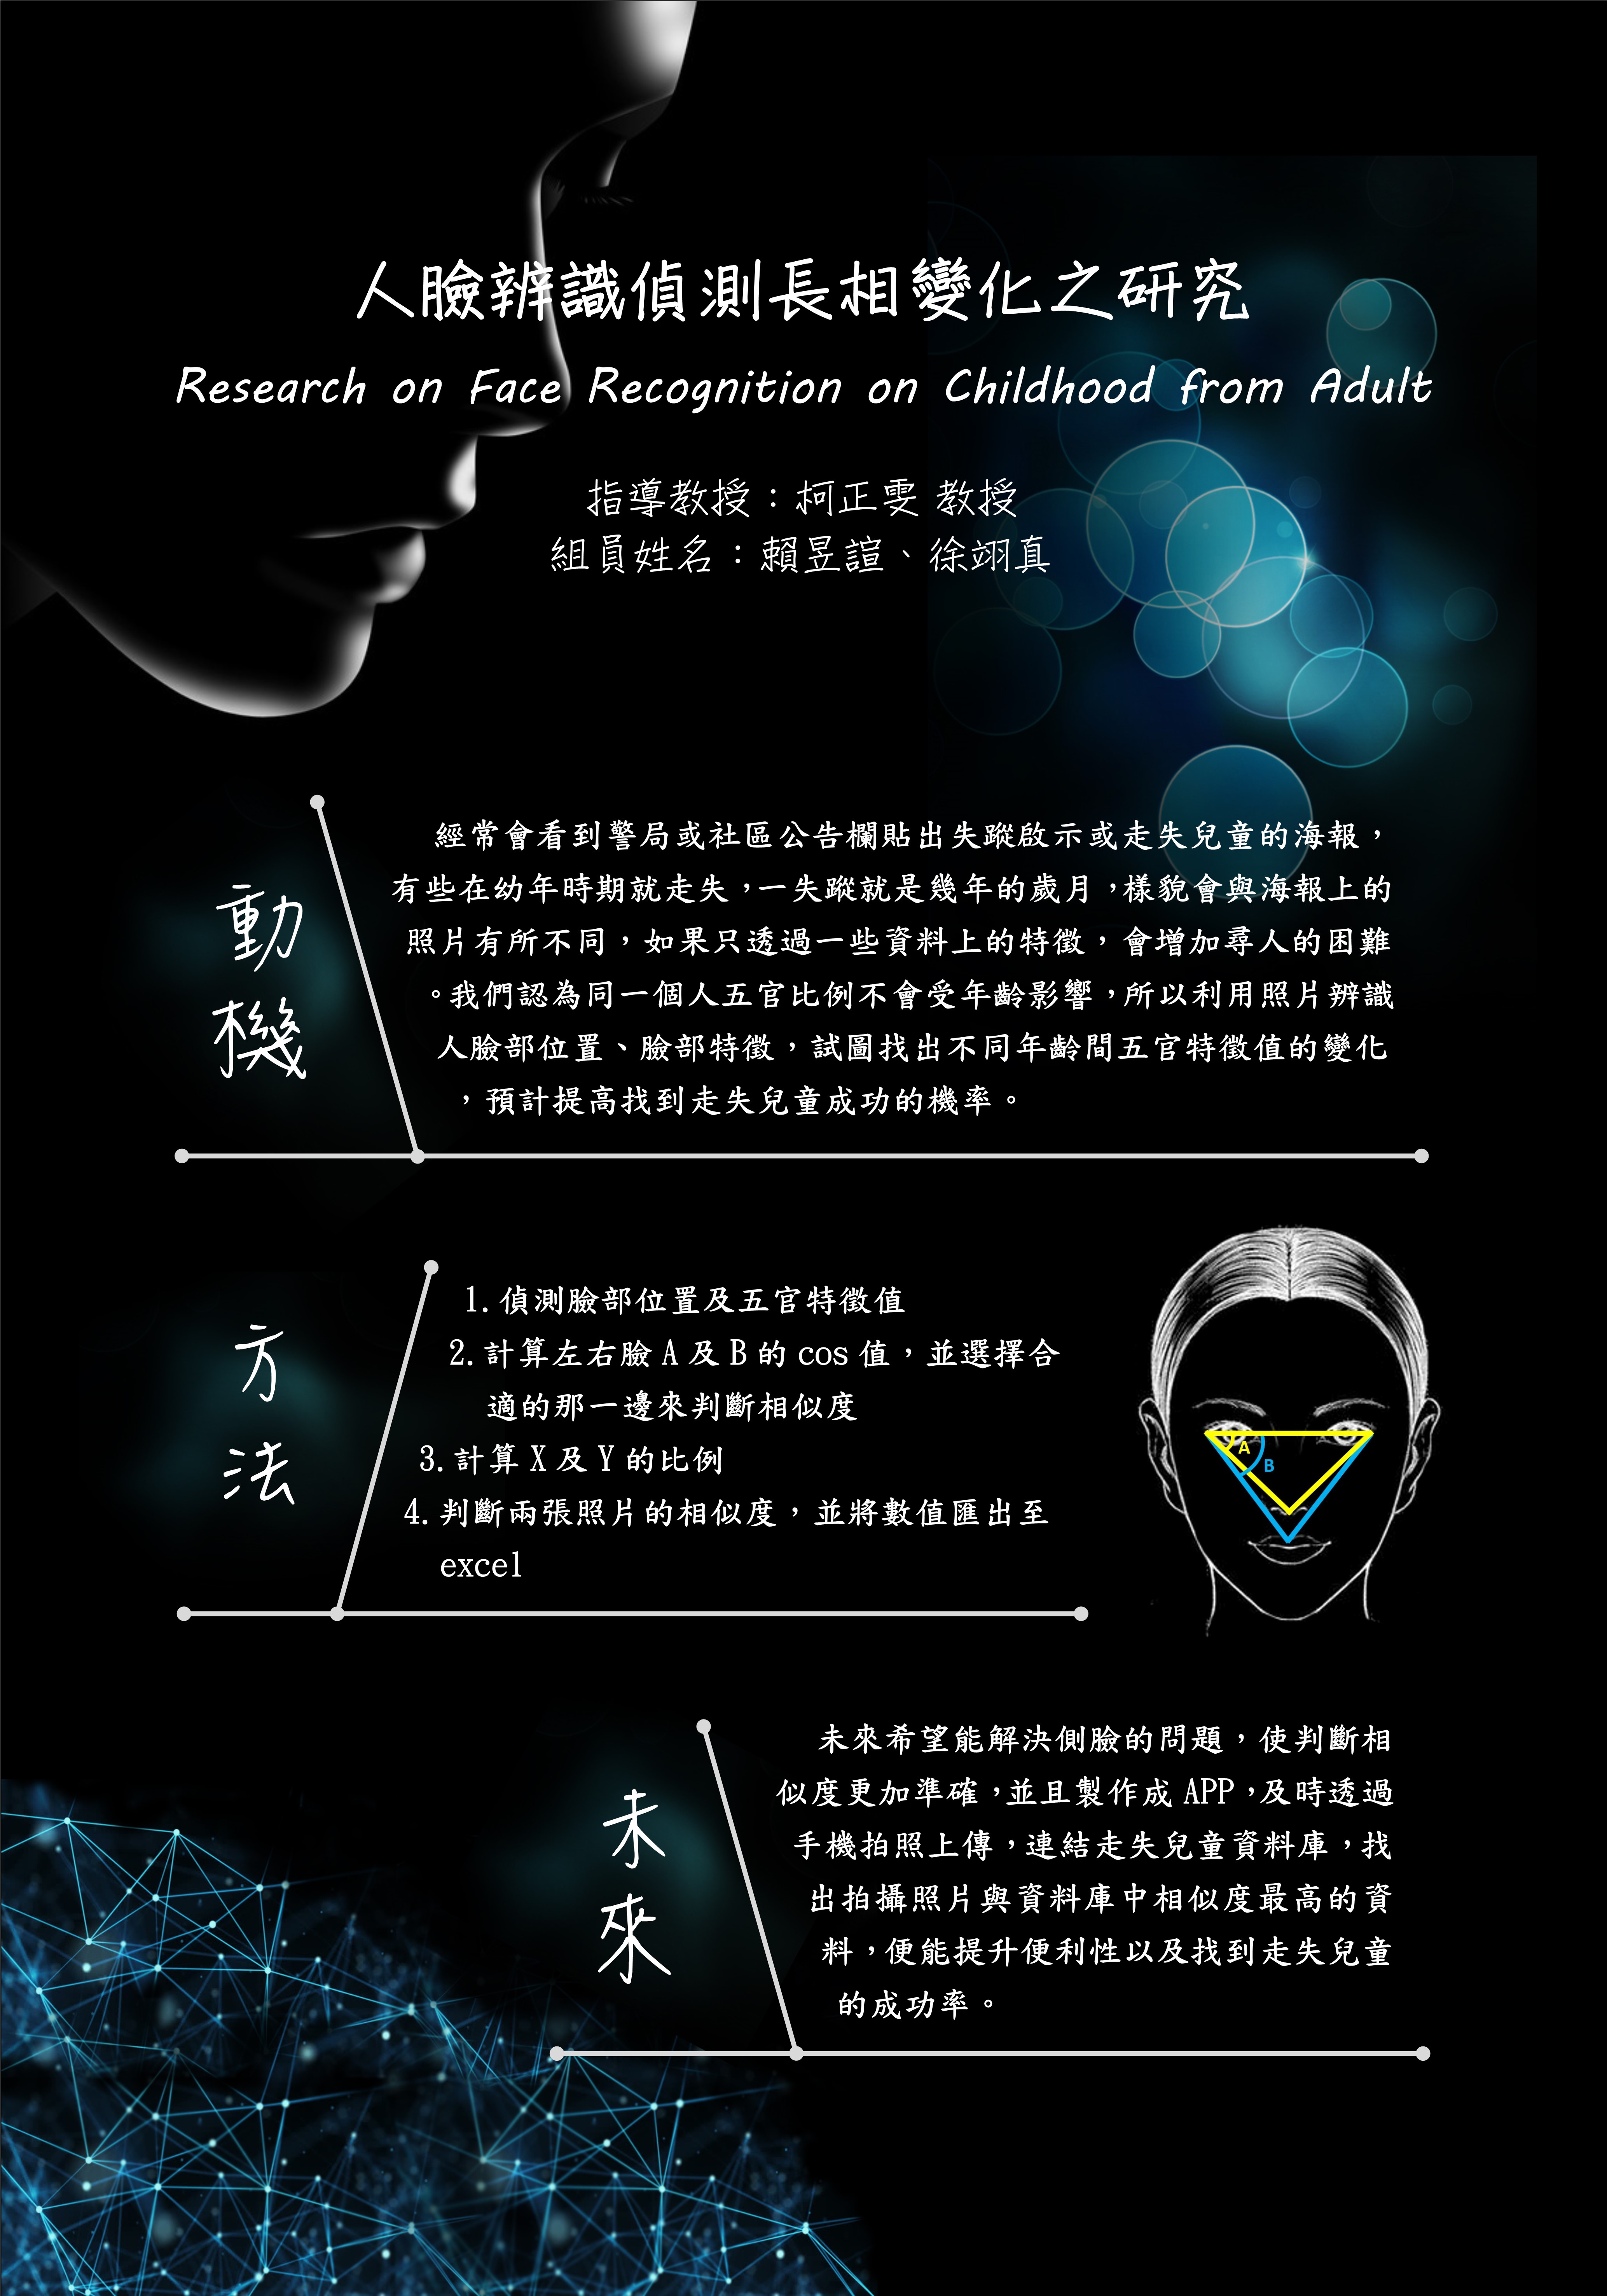 人臉辨識偵測長相變化之研究
Research on Face Recognition on Childhood from Adult
指導教授：柯正雯 教授
組員姓名：賴昱諠、徐翊真
動機
經常會看到警局或社區公告欄貼出失蹤啟示或走失兒童的海報，
有些在幼年時期就走失，一失蹤就是幾年的歲月，樣貌會與海報上的
照片有所不同，如果只透過一些資料上的特徵，會增加尋人的困難
。我們認為同一個人五官比例不會受年齡影響，所以利用照片辨識
人臉部位置、臉部特徵，試圖找出不同年齡間五官特徵值的變化
，預計提高找到走失兒童成功的機率。
方法
1.偵測臉部位置及五官特徵值
2.計算左右臉 A 及 B 的 cos 值，並選擇合
適的那一邊來判斷相似度
3.計算 X 及 Y 的比例
4.判斷兩張照片的相似度，並將數值匯出至
excel
A
B
未來
未來希望能解決側臉的問題，使判斷相
似度更加準確，並且製作成 APP，及時透過
手機拍照上傳，連結走失兒童資料庫，找
出拍攝照片與資料庫中相似度最高的資
料，便能提升便利性以及找到走失兒童
的成功率。